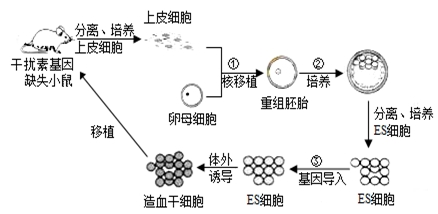 分离、培养
上皮细胞
上皮细胞
干扰素基因
缺失小鼠
①
核移植
卵母细胞
重组胚胎
②
培养
分离、培养
ES细胞
移植
体外
诱导
③
基因导入
造血干细胞
ES细胞
ES细胞